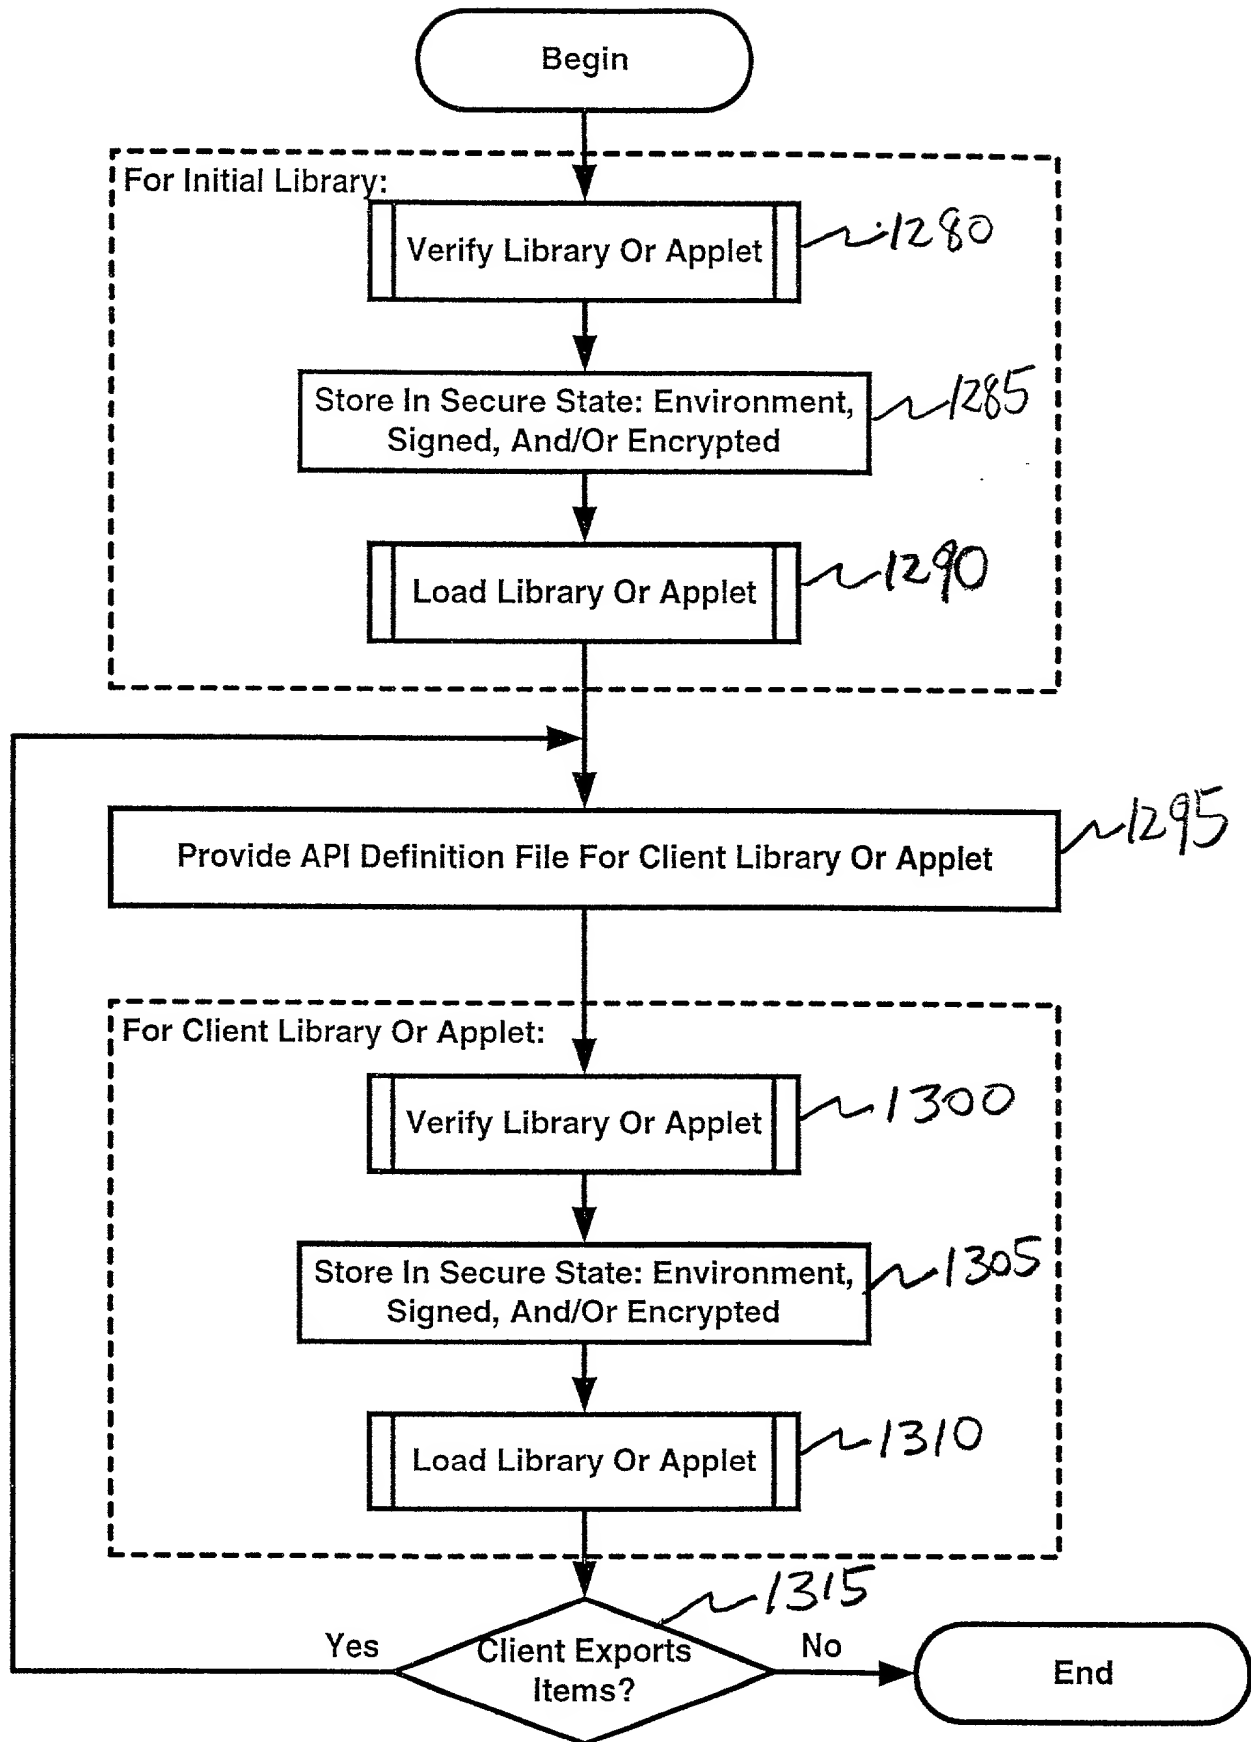 Begin
For Initial Library:
Verify Library Or Applet
1280
Store In Secure State: Environment,
Signed, And/Or Encrypted
1285
Load Library Or Applet
1290
Provide API Definition File For Client Library Or Applet
1295
For Client Library Or Applet:
Verify Library Or Applet
1300
Store In Secure State: Environment,
Signed, And/Or Encrypted
1305
Load Library Or Applet
1310
1315
Yes
Client Exports
Items?
No
End